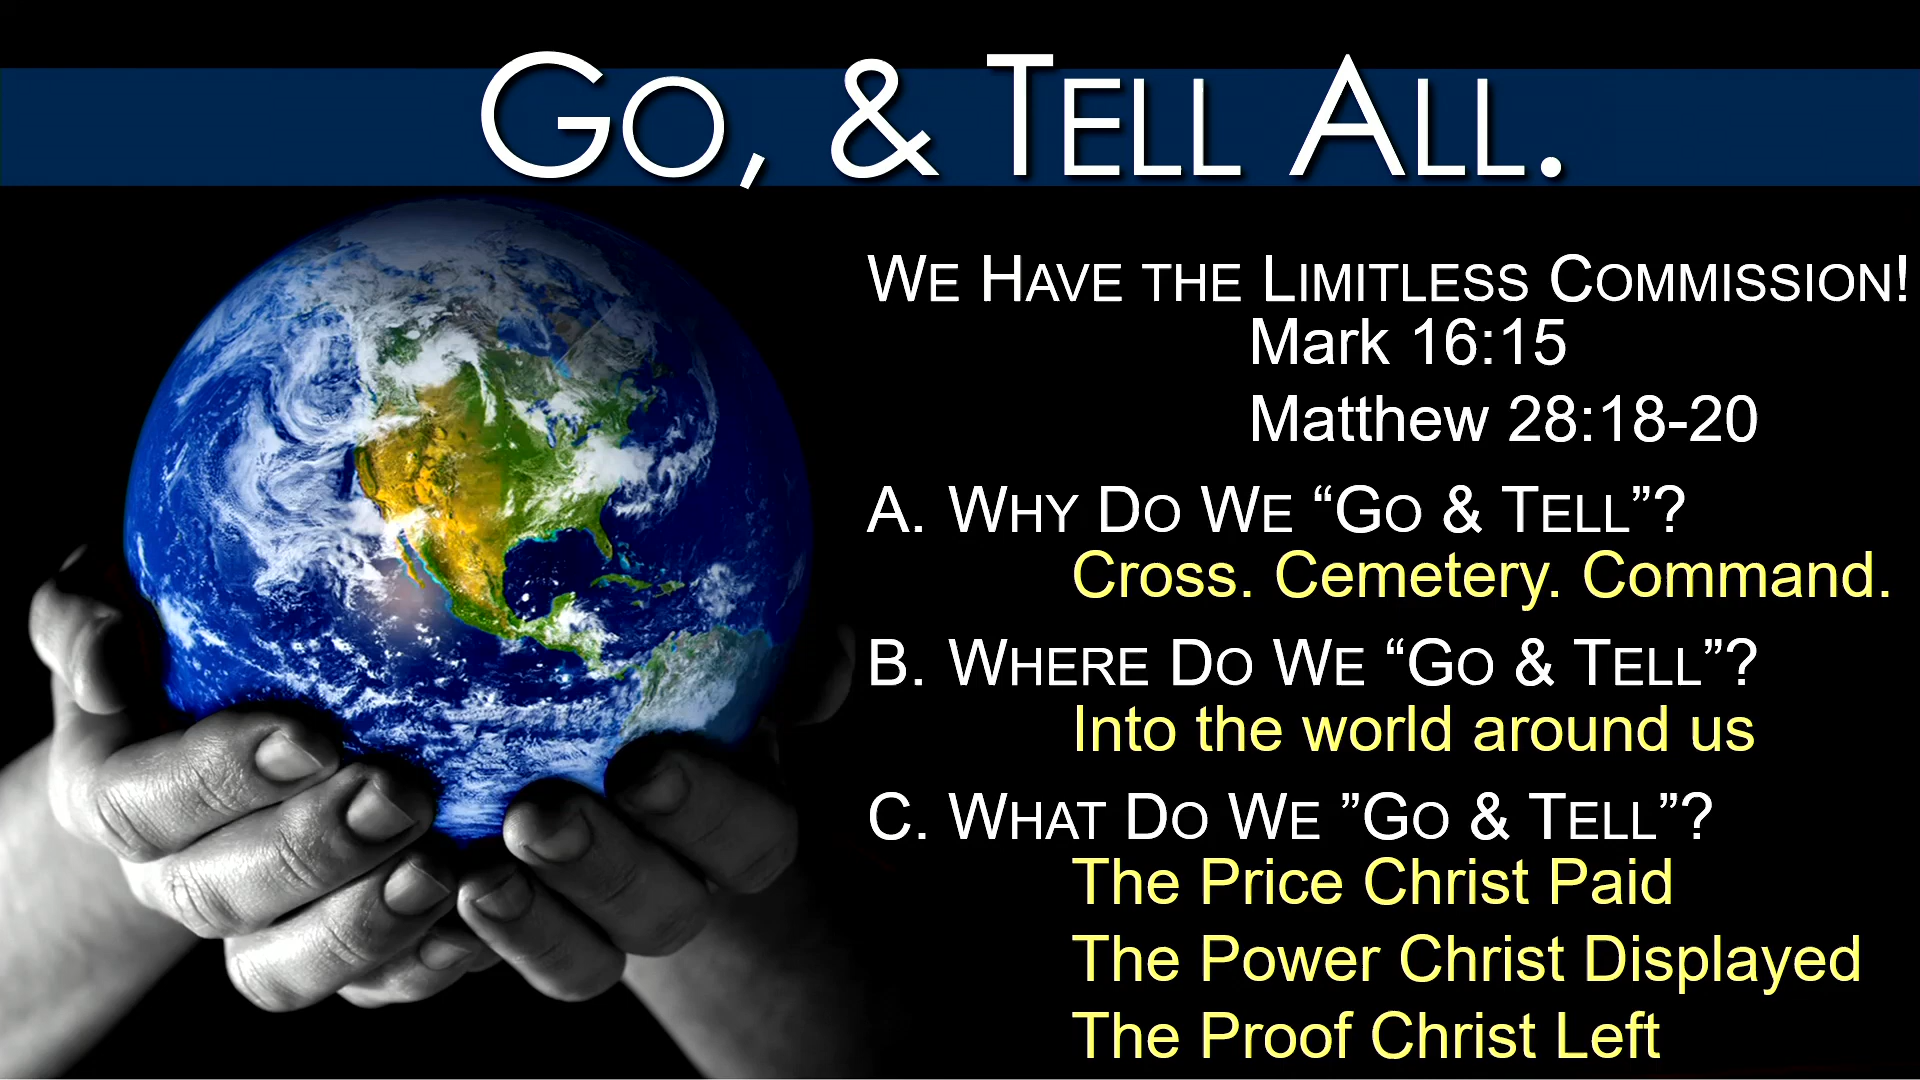 Go, & Tell All.
We Have the Limitless Commission!
Mark 16:15
Matthew 28:18-20
A. Why Do We “Go & Tell”?
Cross. Cemetery. Command.
B. Where Do We “Go & Tell”?
Into the world around us
C. What Do We ”Go & Tell”?
The Price Christ Paid
The Power Christ Displayed
The Proof Christ Left